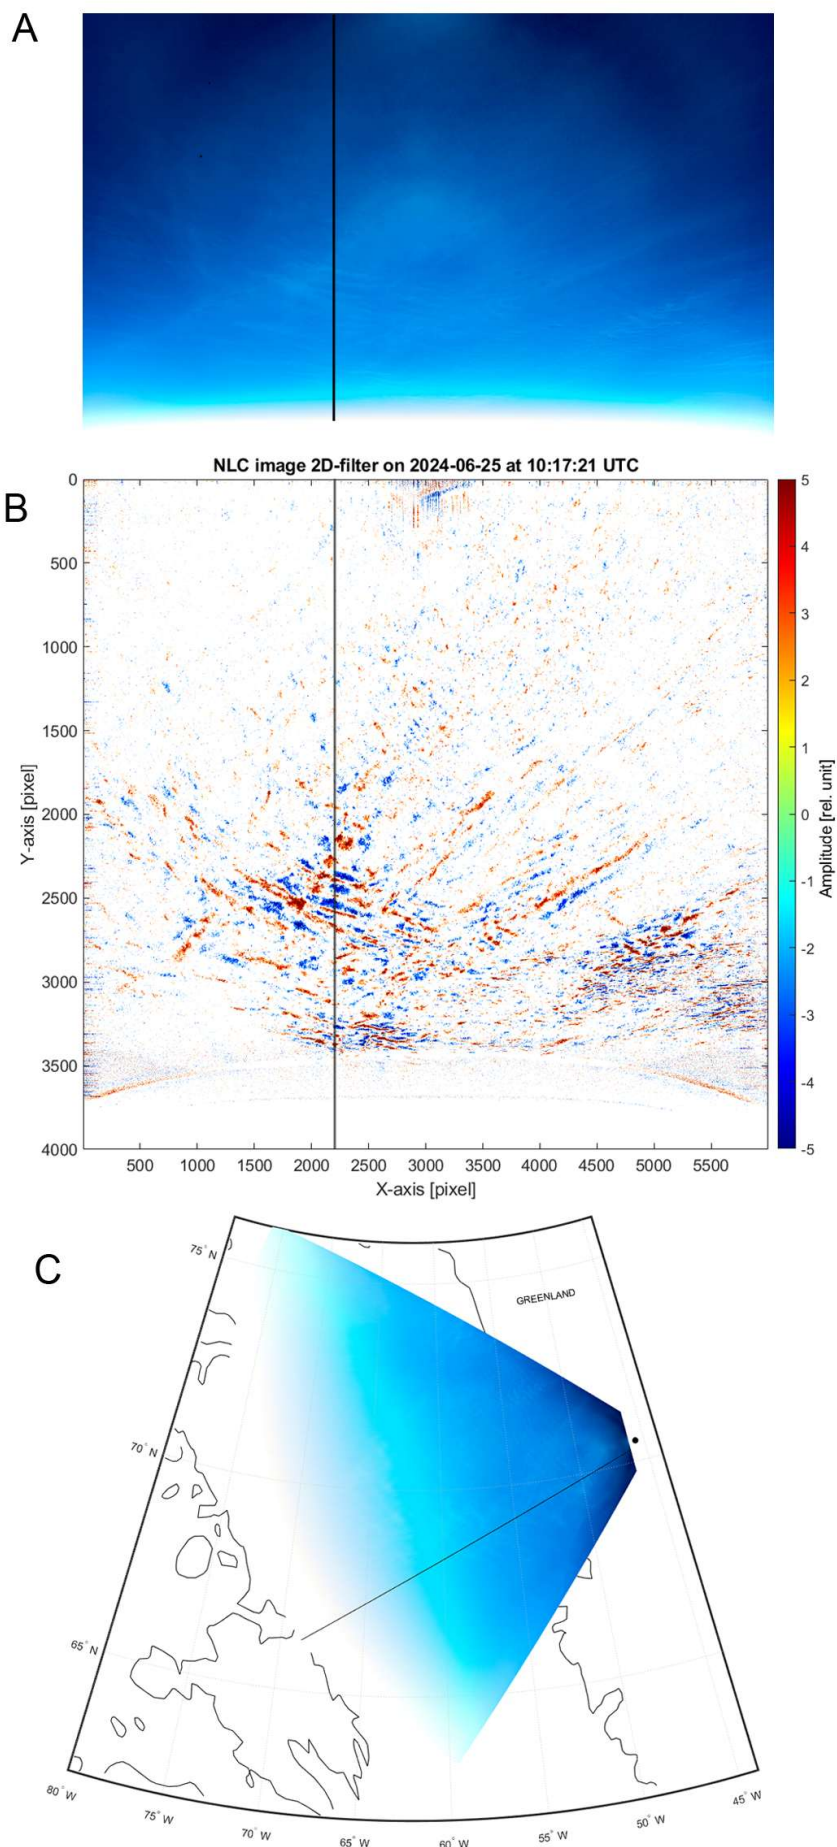 A
NLC image 2D-filter on 2024-06-25 at 10:17:21 UTC
B
0
500
1000
1500
2000
2500
3000
3500
4000
Y-axis [pixel]
500 1000 1500 2000 2500 3000 3500 4000 4500 5000 5500
X-axis [pixel]
5
4
3
2
1
0
-1
-2
-3
-4
-5
Amplitude [rel. unit]
C
75° N
GREENLAND
70° N
65° N
80° W
75° W
70° W
65° W
60° W
55° W
50° W
45° W